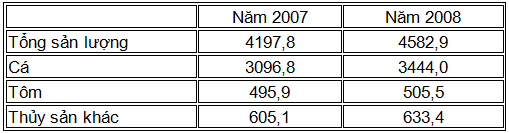 Năm 2007 Năm 2008
Tổng sản lượng 4197,8 4582,9
Cá 3096,8 3444,0
Tôm 495,9 505,5
Thủy sản khác 605,1 633,4